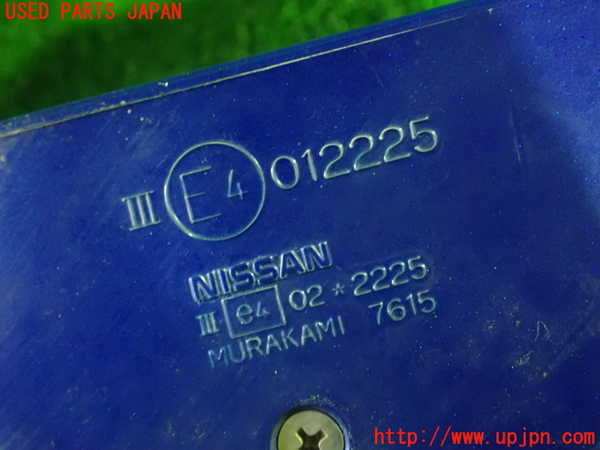 USED PARTS JAPAN
III E4 012225
NISSAN
III e4 02*2225
MURAKAMI 7615
http://www.upjpn.com/